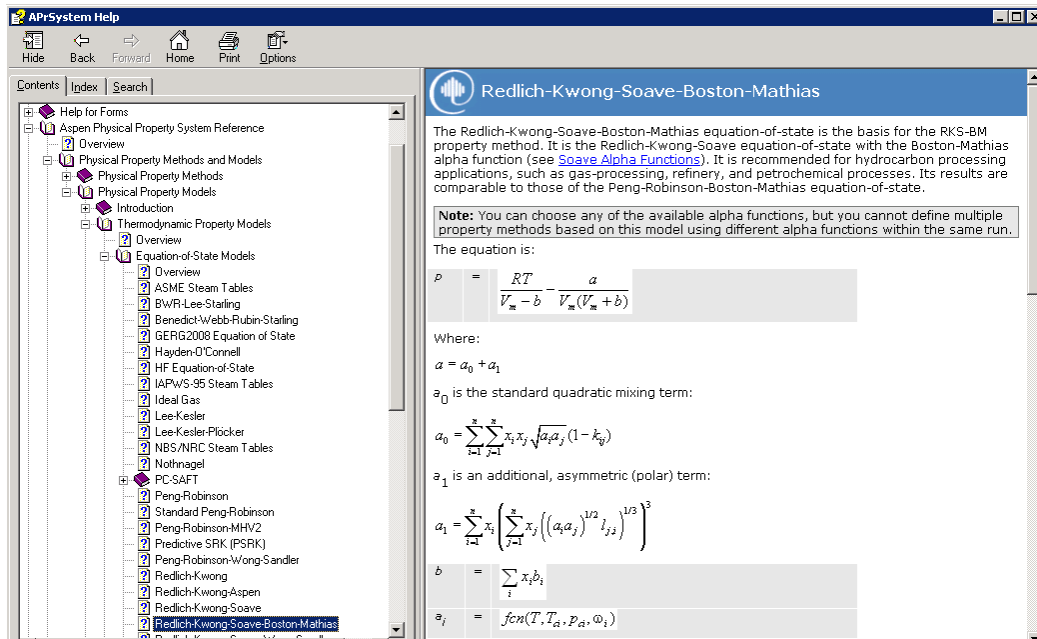 APrSystem Help
Hide Back Forward Home Print Options
Contents Index Search
Help for Forms
Aspen Physical Property System Reference
Overview
Physical Property Methods and Models
Physical Property Methods
Physical Property Models
Introduction
Thermodynamic Property Models
Overview
Equation-of-State Models
Overview
ASME Steam Tables
BWR-Lee-Starling
Benedict-Webb-Rubin-Starling
GERG2008 Equation of State
Hayden-O'Connell
HF Equation-of-State
IAPWS-95 Steam Tables
Ideal Gas
Lee-Kesler
Lee-Kesler-Plöcker
NBS/NRC Steam Tables
Nothnagel
PC-SAFT
Peng-Robinson
Standard Peng-Robinson
Peng-Robinson-MHV2
Predictive SRK (PSRK)
Peng-Robinson-Wong-Sandler
Redlich-Kwong
Redlich-Kwong-Aspen
Redlich-Kwong-Soave
Redlich-Kwong-Soave-Boston-Mathias
Redlich-Kwong-Soave-Boston-Mathias
The Redlich-Kwong-Soave-Boston-Mathias equation-of-state is the basis for the RKS-BM
property method. It is the Redlich-Kwong-Soave equation-of-state with the Boston-Mathias
alpha function (see Soave Alpha Functions). It is recommended for hydrocarbon processing
applications, such as gas-processing, refinery, and petrochemical processes. Its results are
comparable to those of the Peng-Robinson-Boston-Mathias equation-of-state.
Note: You can choose any of the available alpha functions, but you cannot define multiple
property methods based on this model using different alpha functions within the same run.
The equation is:
p = RT/(V_m − b) − a/(V_m(V_m + b))
Where:
a = a_0 + a_1
a_0 is the standard quadratic mixing term:
a_0 = ∑_{i=1}^{n} ∑_{j=1}^{n} x_i x_j √(a_i a_j) (1 − k_ij)
a_1 is an additional, asymmetric (polar) term:
a_1 = ∑_{i=1}^{n} x_i (∑_{j=1}^{n} x_j ((a_i a_j)^{1/2} l_{j,i})^{1/3})^3
b = ∑_i x_i b_i
a_i = fcn(T, T_ci, p_ci, ω_i)